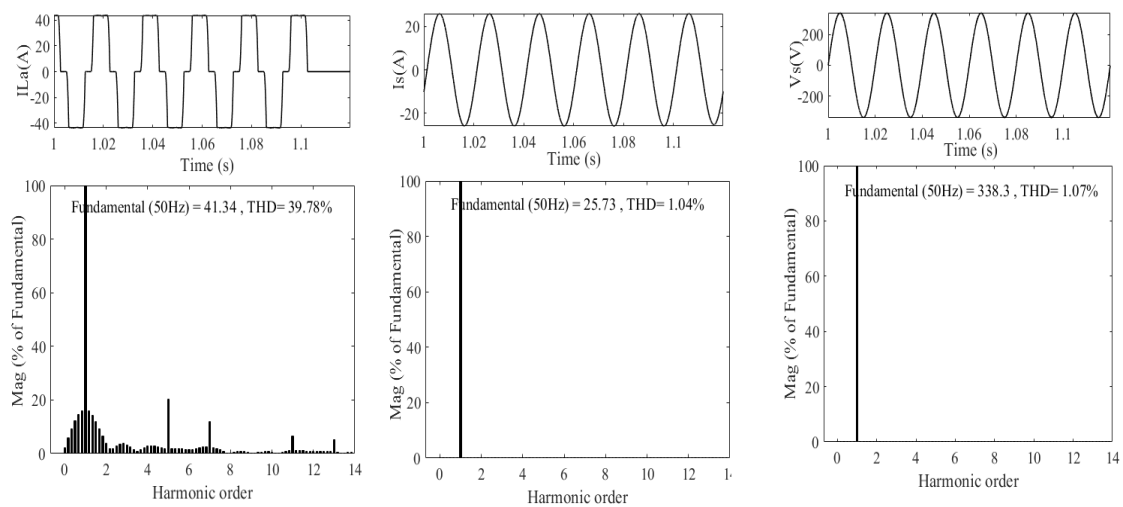 ILa(A)
40
20
0
-20
-40
1 1.02 1.04 1.06 1.08 1.1
Time (s)
Is(A)
20
0
-20
1 1.02 1.04 1.06 1.08 1.1
Time (s)
Vs(V)
200
0
-200
1 1.02 1.04 1.06 1.08 1.1
Time (s)
Mag (% of Fundamental)
100
80
60
40
20
0
Fundamental (50Hz) = 41.34 , THD= 39.78%
0 2 4 6 8 10 12 14
Harmonic order
Mag (% of Fundamental)
100
80
60
40
20
0
Fundamental (50Hz) = 25.73 , THD= 1.04%
0 2 4 6 8 10 12
Harmonic order
Mag (% of Fundamental)
100
80
60
40
20
0
Fundamental (50Hz) = 338.3 , THD= 1.07%
0 2 4 6 8 10 12 14
Harmonic order